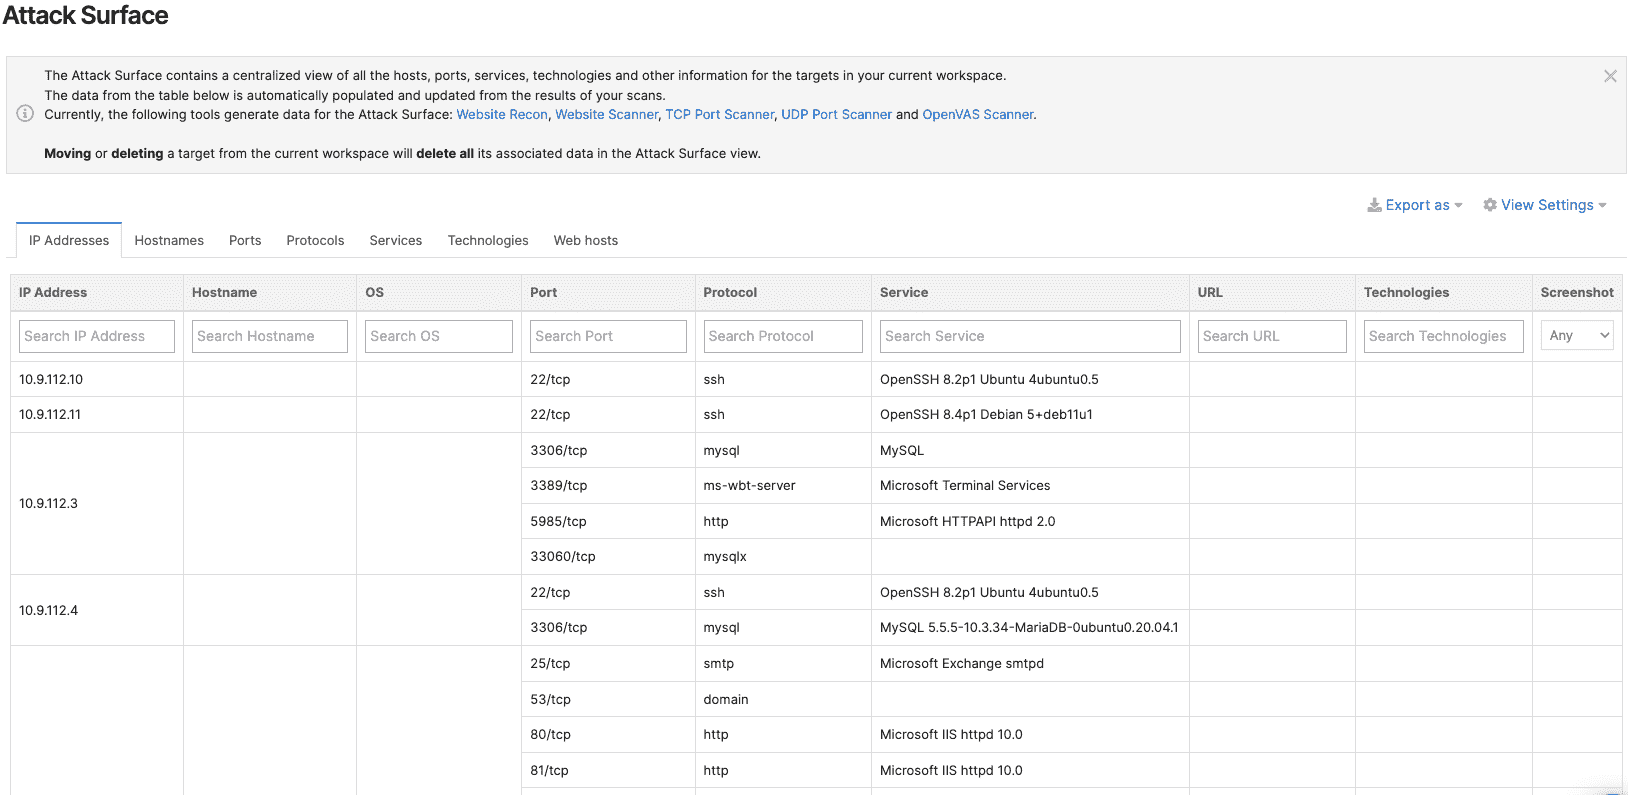 Attack Surface
The Attack Surface contains a centralized view of all the hosts, ports, services, technologies and other information for the targets in your current workspace.
The data from the table below is automatically populated and updated from the results of your scans.
Currently, the following tools generate data for the Attack Surface: Website Recon, Website Scanner, TCP Port Scanner, UDP Port Scanner and OpenVAS Scanner.
Moving or deleting a target from the current workspace will delete all its associated data in the Attack Surface view.
Export as View Settings
IP Addresses Hostnames Ports Protocols Services Technologies Web hosts
IP Address Hostname OS Port Protocol Service URL Technologies Screenshot
Search IP Address Search Hostname Search OS Search Port Search Protocol Search Service Search URL Search Technologies Any
10.9.112.10 22/tcp ssh OpenSSH 8.2p1 Ubuntu 4ubuntu0.5
10.9.112.11 22/tcp ssh OpenSSH 8.4p1 Debian 5+deb11u1
3306/tcp mysql MySQL
3389/tcp ms-wbt-server Microsoft Terminal Services
10.9.112.3
5985/tcp http Microsoft HTTPAPI httpd 2.0
33060/tcp mysqlx
22/tcp ssh OpenSSH 8.2p1 Ubuntu 4ubuntu0.5
10.9.112.4
3306/tcp mysql MySQL 5.5.5-10.3.34-MariaDB-0ubuntu0.20.04.1
25/tcp smtp Microsoft Exchange smtpd
53/tcp domain
80/tcp http Microsoft IIS httpd 10.0
81/tcp http Microsoft IIS httpd 10.0